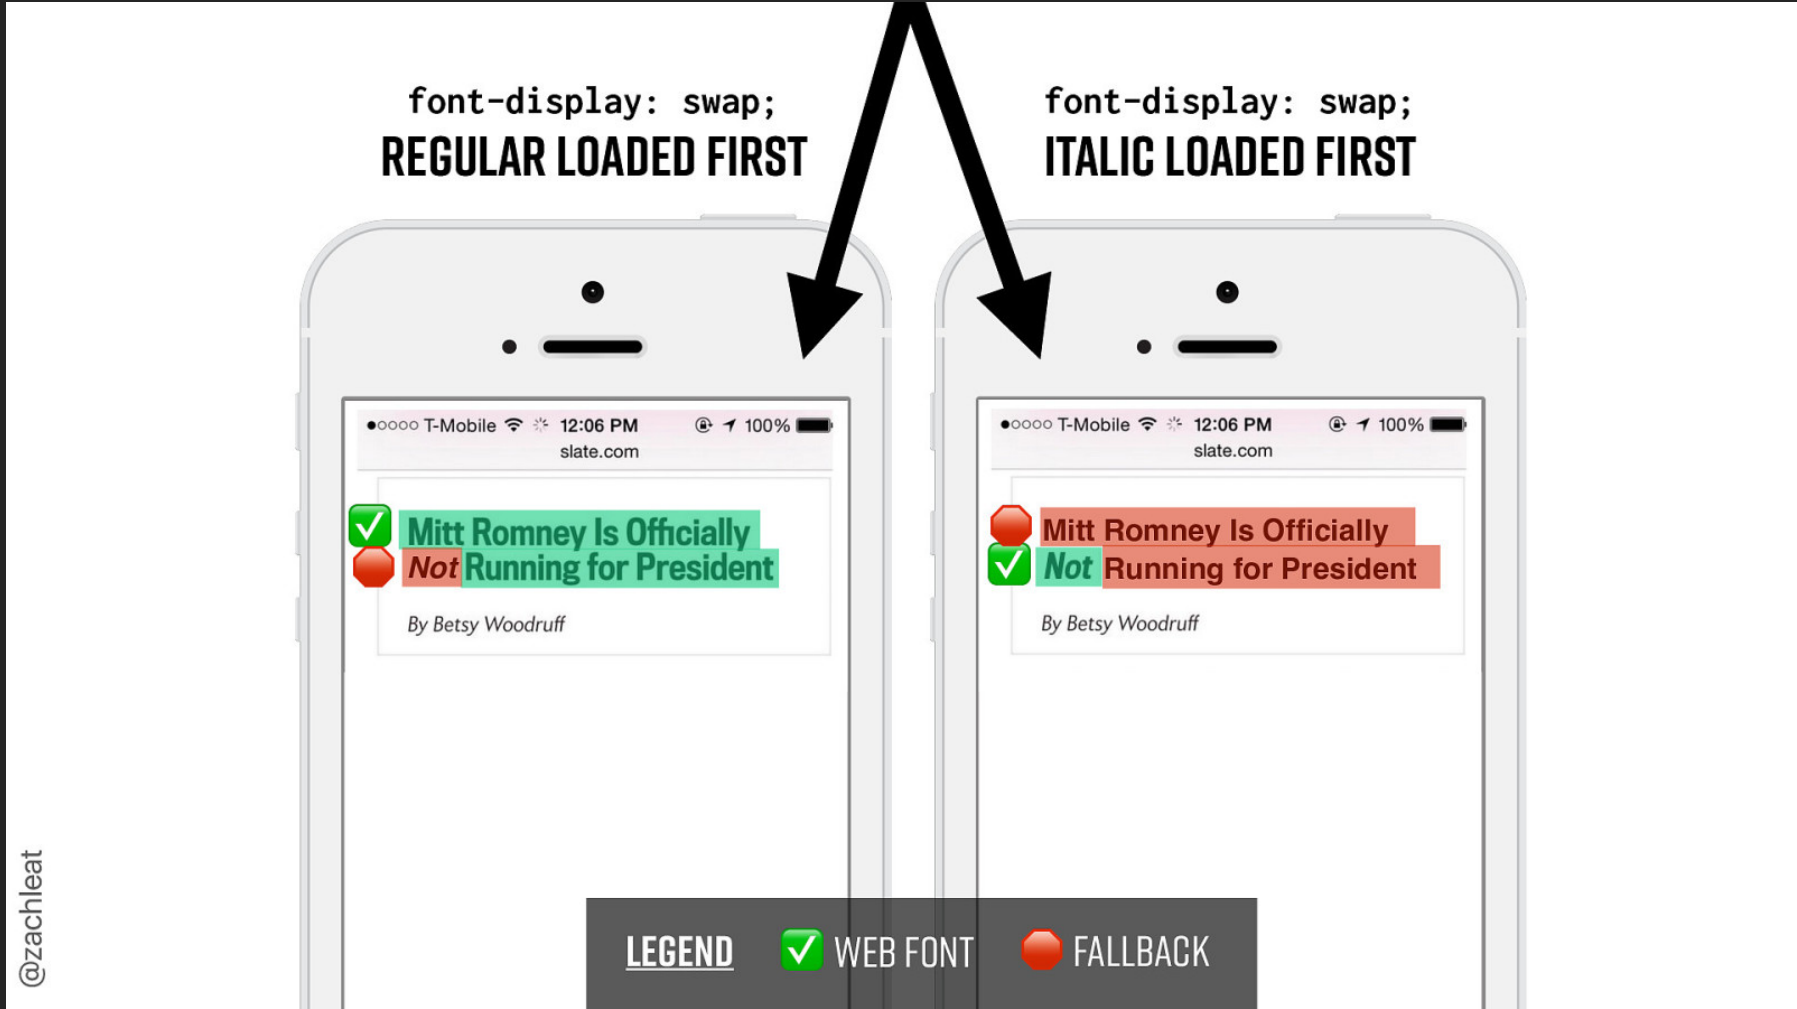 font-display: swap;
REGULAR LOADED FIRST
font-display: swap;
ITALIC LOADED FIRST
T-Mobile 12:06 PM 100%
slate.com
Mitt Romney Is Officially
Not Running for President
By Betsy Woodruff
T-Mobile 12:06 PM 100%
slate.com
Mitt Romney Is Officially
Not Running for President
By Betsy Woodruff
LEGEND WEB FONT FALLBACK
@zachleat